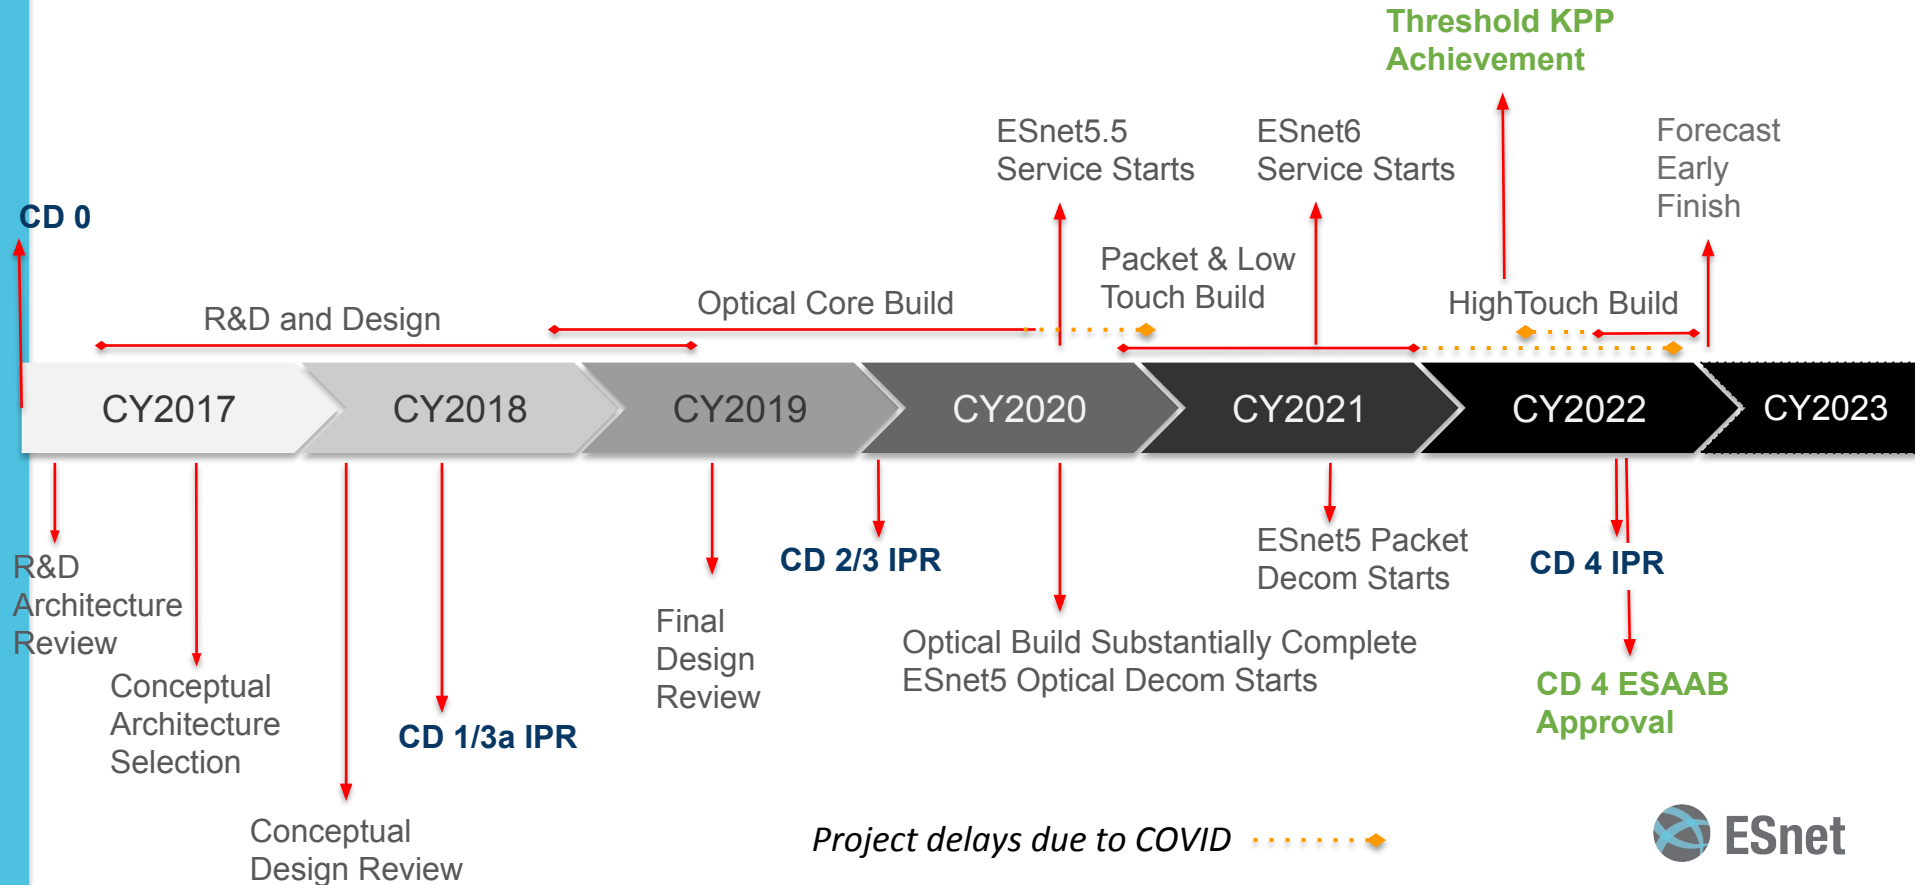 Threshold KPP
Achievement
ESnet5.5
Service Starts
ESnet6
Service Starts
Forecast
Early
Finish
CD 0
Packet & Low
Touch Build
R&D and Design
Optical Core Build
HighTouch Build
CY2017
CY2018
CY2019
CY2020
CY2021
CY2022
CY2023
R&D
Architecture
Review
Conceptual
Architecture
Selection
Conceptual
Design Review
CD 1/3a IPR
Final
Design
Review
CD 2/3 IPR
Optical Build Substantially Complete
ESnet5 Optical Decom Starts
ESnet5 Packet
Decom Starts
CD 4 IPR
CD 4 ESAAB
Approval
Project delays due to COVID
ESnet